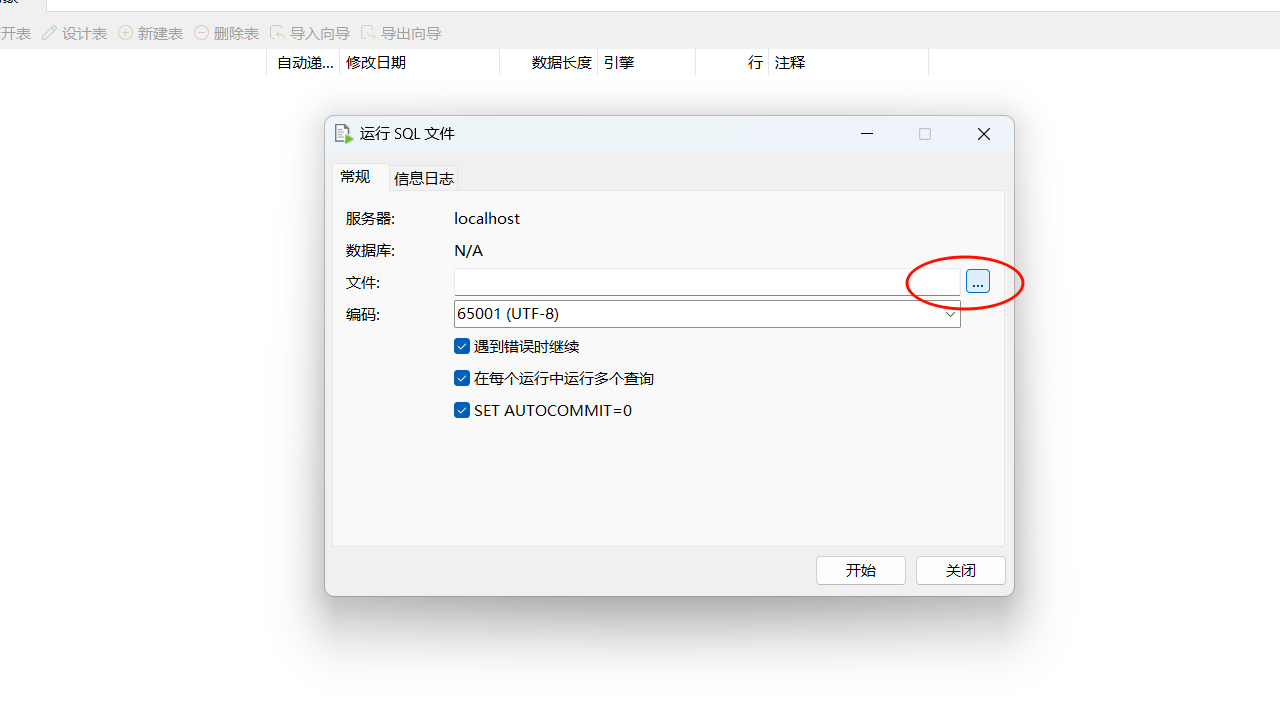 开表 设计表 新建表 删除表 导入向导 导出向导
自动递... 修改日期 数据长度 引擎 行 注释
运行 SQL 文件
常规 信息日志
服务器: localhost
数据库: N/A
文件: ...
编码: 65001 (UTF-8)
遇到错误时继续
在每个运行中运行多个查询
SET AUTOCOMMIT=0
开始 关闭